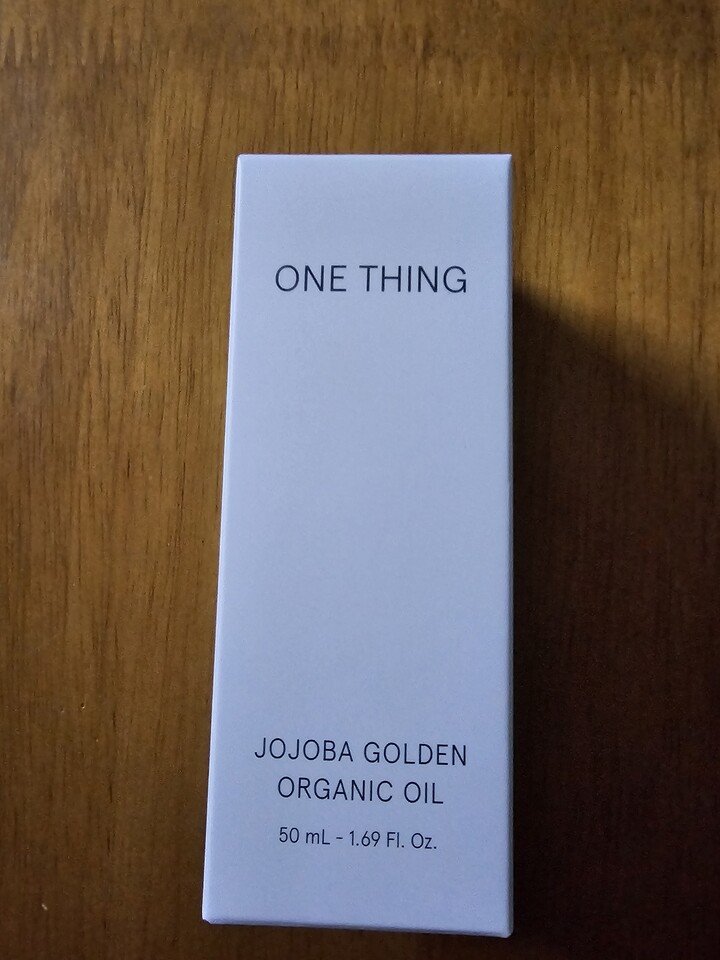 ONE THING
JOJOBA GOLDEN
ORGANIC OIL
50 mL - 1.69 Fl. Oz.